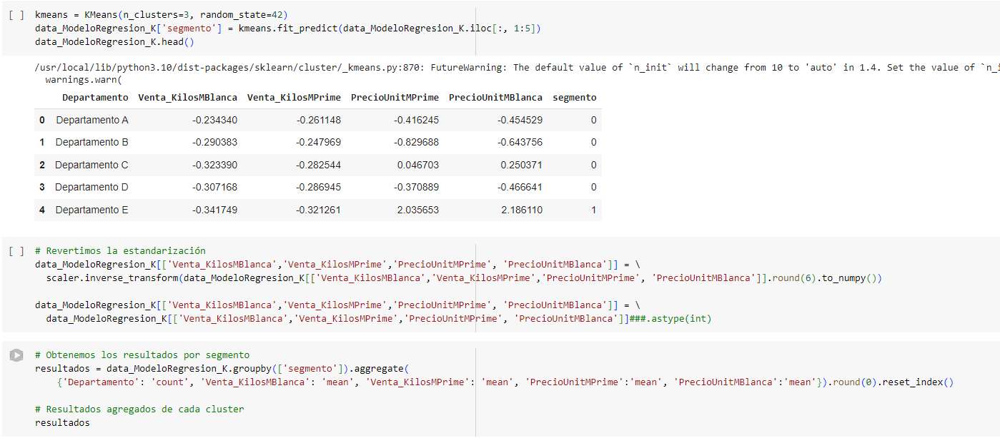 [ ] kmeans = KMeans(n_clusters=3, random_state=42)
data_ModeloRegresion_K['segmento'] = kmeans.fit_predict(data_ModeloRegresion_K.iloc[:, 1:5])
data_ModeloRegresion_K.head()
/usr/local/lib/python3.10/dist-packages/sklearn/cluster/_kmeans.py:870: FutureWarning: The default value of `n_init` will change from 10 to 'auto' in 1.4. Set the value of `n_i
warnings.warn(
Departamento Venta_KilosMBlanca Venta_KilosMPrime PrecioUnitMPrime PrecioUnitMBlanca segmento
0 Departamento A -0.234340 -0.261148 -0.416245 -0.454529 0
1 Departamento B -0.290383 -0.247969 -0.829688 -0.643756 0
2 Departamento C -0.323390 -0.282544 0.046703 0.250371 0
3 Departamento D -0.307168 -0.286945 -0.370889 -0.466641 0
4 Departamento E -0.341749 -0.321261 2.035653 2.186110 1
[ ] # Revertimos la estandarización
data_ModeloRegresion_K[['Venta_KilosMBlanca','Venta_KilosMPrime','PrecioUnitMPrime', 'PrecioUnitMBlanca']] = \
scaler.inverse_transform(data_ModeloRegresion_K[['Venta_KilosMBlanca','Venta_KilosMPrime','PrecioUnitMPrime', 'PrecioUnitMBlanca']].round(6).to_numpy())
data_ModeloRegresion_K[['Venta_KilosMBlanca','Venta_KilosMPrime','PrecioUnitMPrime', 'PrecioUnitMBlanca']] = \
data_ModeloRegresion_K[['Venta_KilosMBlanca','Venta_KilosMPrime','PrecioUnitMPrime', 'PrecioUnitMBlanca']]###.astype(int)
# Obtenemos los resultados por segmento
resultados = data_ModeloRegresion_K.groupby(['segmento']).aggregate(
{'Departamento': 'count', 'Venta_KilosMBlanca': 'mean', 'Venta_KilosMPrime': 'mean', 'PrecioUnitMPrime':'mean', 'PrecioUnitMBlanca':'mean'}).round(0).reset_index()
# Resultados agregados de cada cluster
resultados